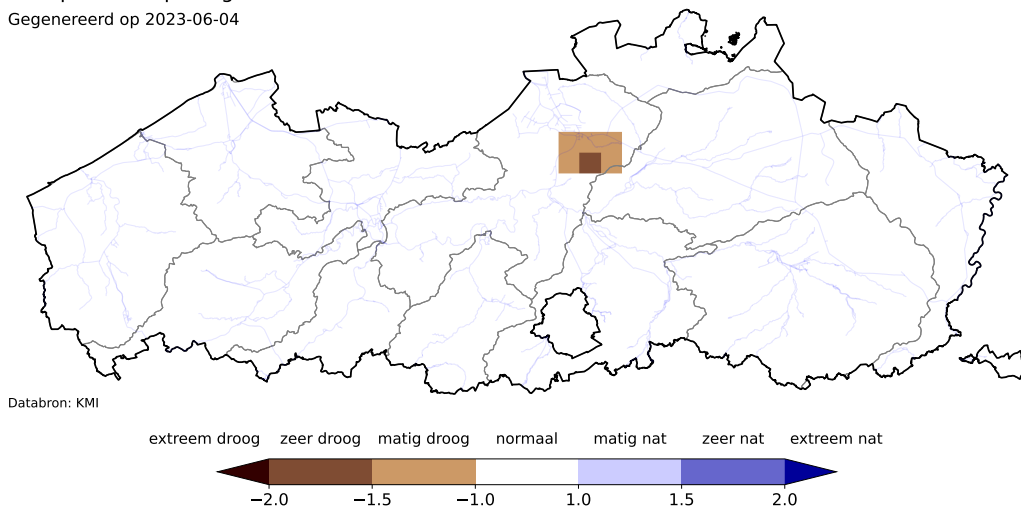 Gegenereerd op 2023-06-04
Databron: KMI
extreem droog zeer droog matig droog normaal matig nat zeer nat extreem nat
−2.0 −1.5 −1.0 1.0 1.5 2.0